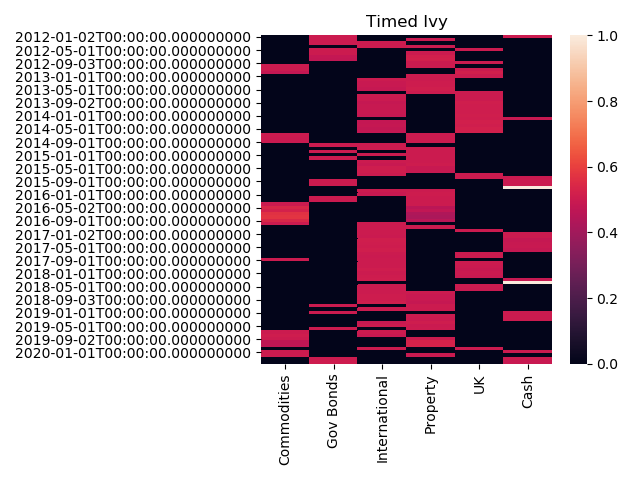 Timed Ivy
2012-01-02T00:00:00.000000000
2012-05-01T00:00:00.000000000
2012-09-03T00:00:00.000000000
2013-01-01T00:00:00.000000000
2013-05-01T00:00:00.000000000
2013-09-02T00:00:00.000000000
2014-01-01T00:00:00.000000000
2014-05-01T00:00:00.000000000
2014-09-01T00:00:00.000000000
2015-01-01T00:00:00.000000000
2015-05-01T00:00:00.000000000
2015-09-01T00:00:00.000000000
2016-01-01T00:00:00.000000000
2016-05-02T00:00:00.000000000
2016-09-01T00:00:00.000000000
2017-01-02T00:00:00.000000000
2017-05-01T00:00:00.000000000
2017-09-01T00:00:00.000000000
2018-01-01T00:00:00.000000000
2018-05-01T00:00:00.000000000
2018-09-03T00:00:00.000000000
2019-01-01T00:00:00.000000000
2019-05-01T00:00:00.000000000
2019-09-02T00:00:00.000000000
2020-01-01T00:00:00.000000000
Commodities
Gov Bonds
International
Property
UK
Cash
1.0
0.8
0.6
0.4
0.2
0.0